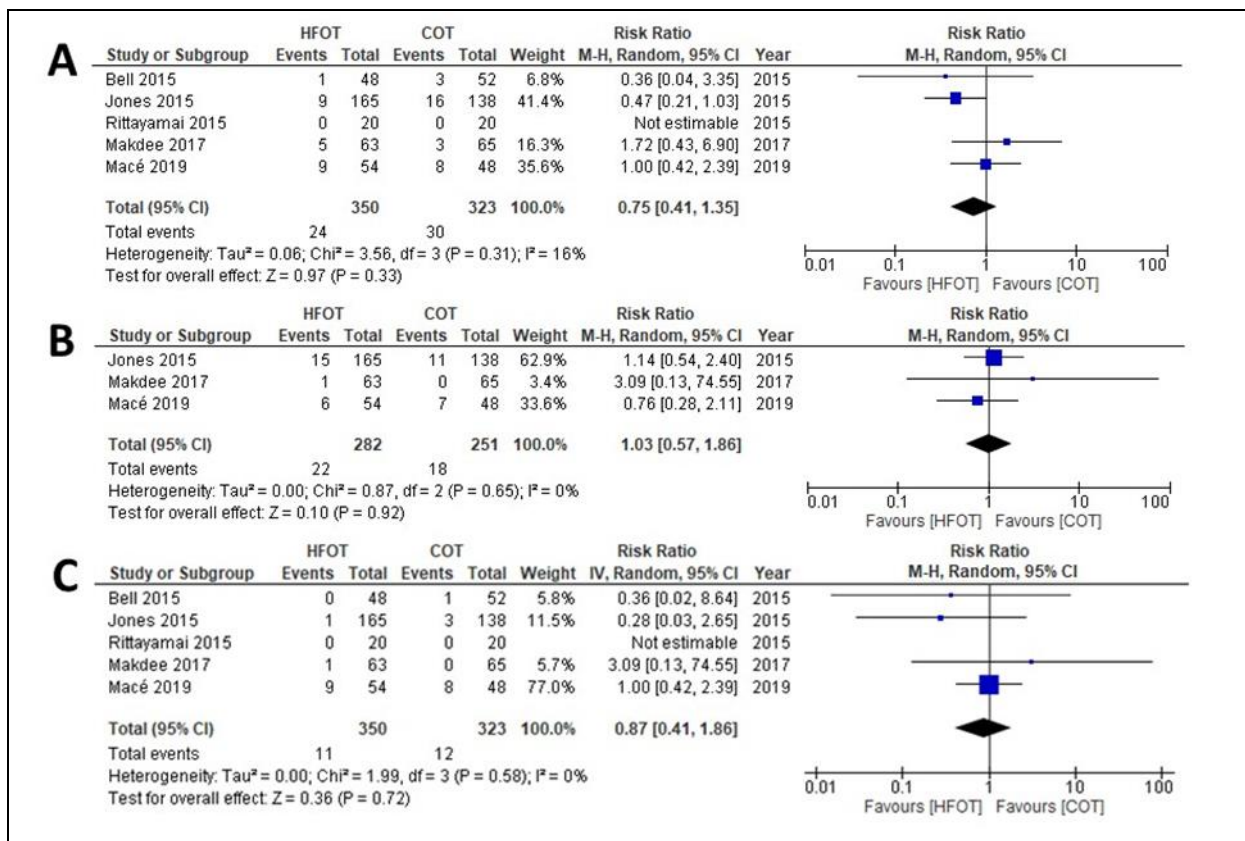 A
HFOT COT Risk Ratio Risk Ratio
Study or Subgroup Events Total Events Total Weight M-H, Random, 95% CI Year M-H, Random, 95% CI
Bell 2015 1 48 3 52 6.8% 0.36 [0.04, 3.35] 2015
Jones 2015 9 165 16 138 41.4% 0.47 [0.21, 1.03] 2015
Rittayamai 2015 0 20 0 20 Not estimable 2015
Makdee 2017 5 63 3 65 16.3% 1.72 [0.43, 6.90] 2017
Macé 2019 9 54 8 48 35.6% 1.00 [0.42, 2.39] 2019
Total (95% CI) 350 323 100.0% 0.75 [0.41, 1.35]
Total events 24 30
Heterogeneity: Tau² = 0.06; Chi² = 3.56, df = 3 (P = 0.31); I² = 16%
Test for overall effect: Z = 0.97 (P = 0.33)
0.01 0.1 1 10 100
Favours [HFOT] Favours [COT]
B
HFOT COT Risk Ratio Risk Ratio
Study or Subgroup Events Total Events Total Weight M-H, Random, 95% CI Year M-H, Random, 95% CI
Jones 2015 15 165 11 138 62.9% 1.14 [0.54, 2.40] 2015
Makdee 2017 1 63 0 65 3.4% 3.09 [0.13, 74.55] 2017
Macé 2019 6 54 7 48 33.6% 0.76 [0.28, 2.11] 2019
Total (95% CI) 282 251 100.0% 1.03 [0.57, 1.86]
Total events 22 18
Heterogeneity: Tau² = 0.00; Chi² = 0.87, df = 2 (P = 0.65); I² = 0%
Test for overall effect: Z = 0.10 (P = 0.92)
0.01 0.1 1 10 100
Favours [HFOT] Favours [COT]
C
HFOT COT Risk Ratio Risk Ratio
Study or Subgroup Events Total Events Total Weight IV, Random, 95% CI Year M-H, Random, 95% CI
Bell 2015 0 48 1 52 5.8% 0.36 [0.02, 8.64] 2015
Jones 2015 1 165 3 138 11.5% 0.28 [0.03, 2.65] 2015
Rittayamai 2015 0 20 0 20 Not estimable 2015
Makdee 2017 1 63 0 65 5.7% 3.09 [0.13, 74.55] 2017
Macé 2019 9 54 8 48 77.0% 1.00 [0.42, 2.39] 2019
Total (95% CI) 350 323 100.0% 0.87 [0.41, 1.86]
Total events 11 12
Heterogeneity: Tau² = 0.00; Chi² = 1.99, df = 3 (P = 0.58); I² = 0%
Test for overall effect: Z = 0.36 (P = 0.72)
0.01 0.1 1 10 100
Favours [HFOT] Favours [COT]